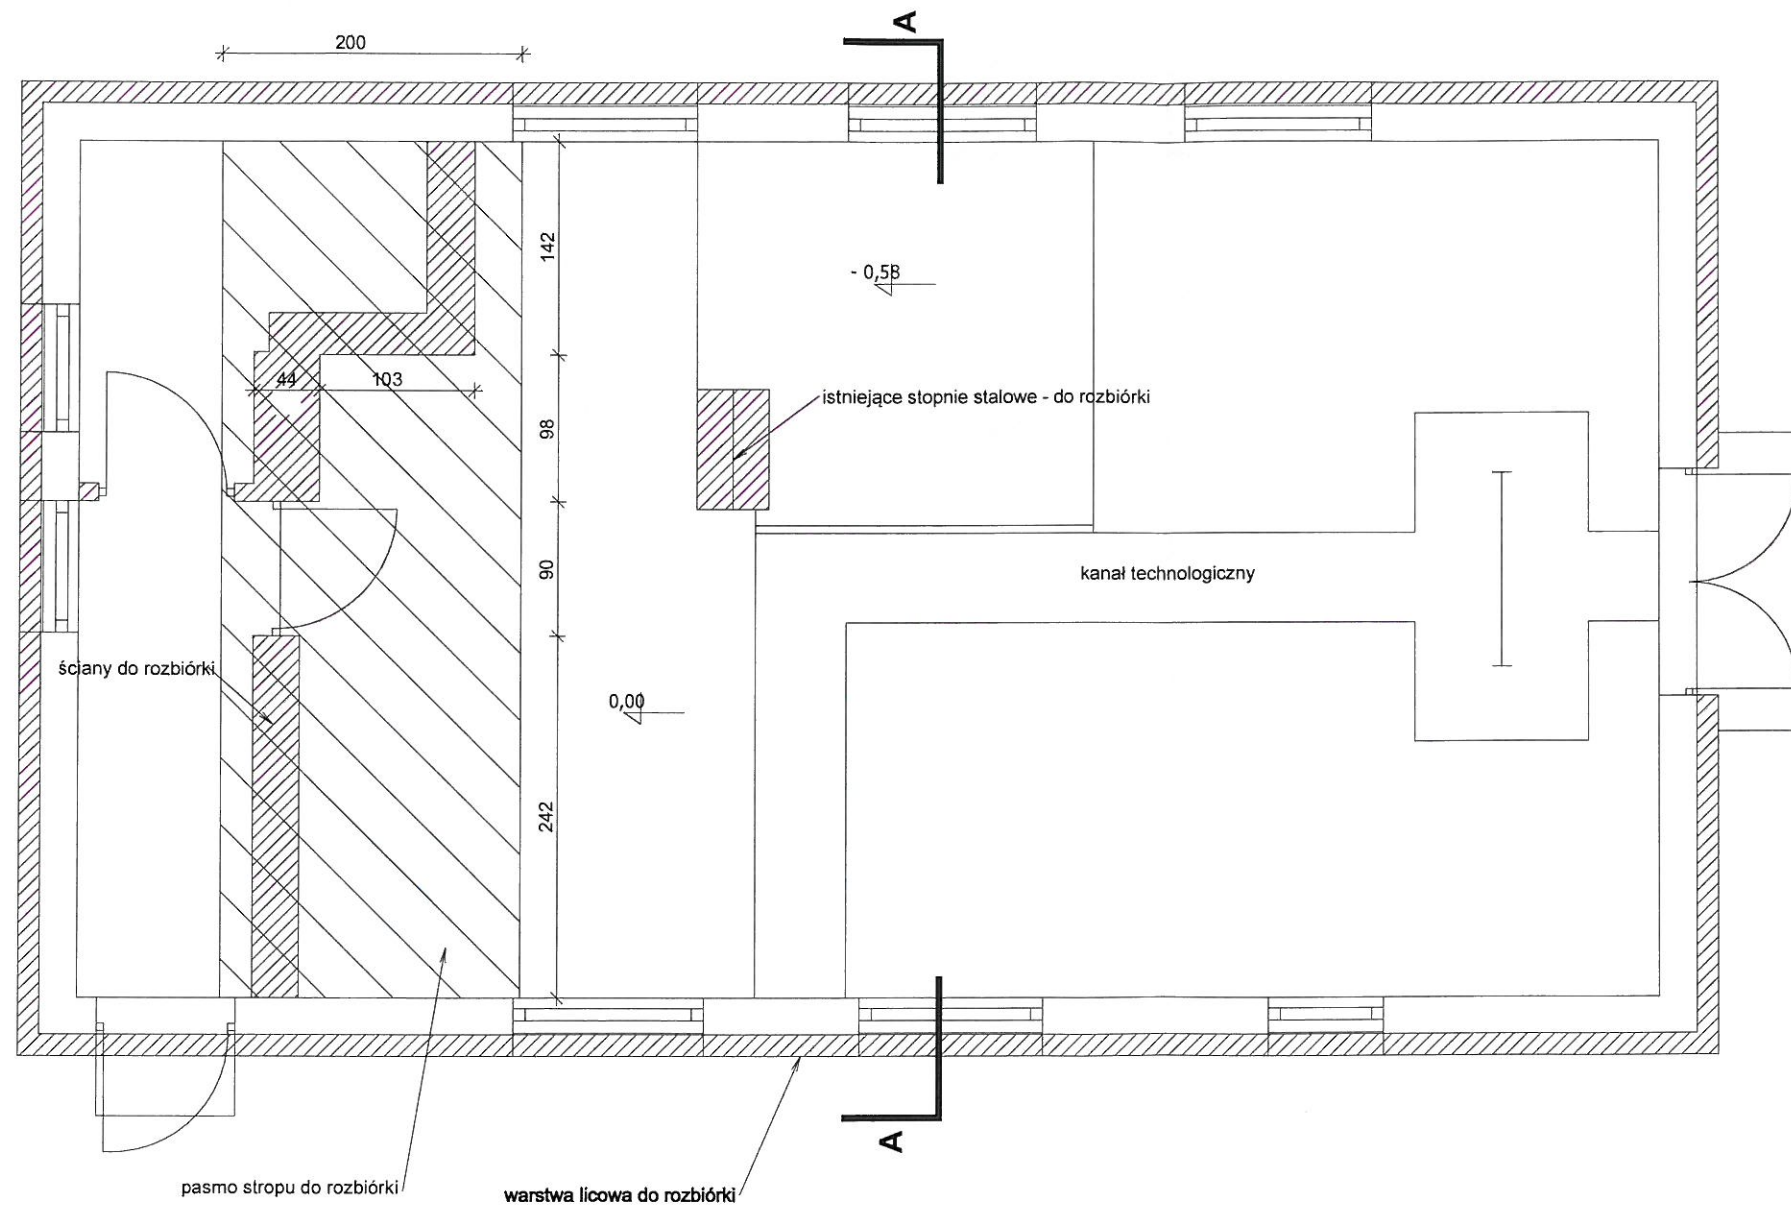 A
200
142
- 0,58
44
103
istniejące stopnie stalowe - do rozbiórki
98
90
kanał technologiczny
ściany do rozbiórki
0,00
242
A
pasmo stropu do rozbiórki
warstwa licowa do rozbiórki